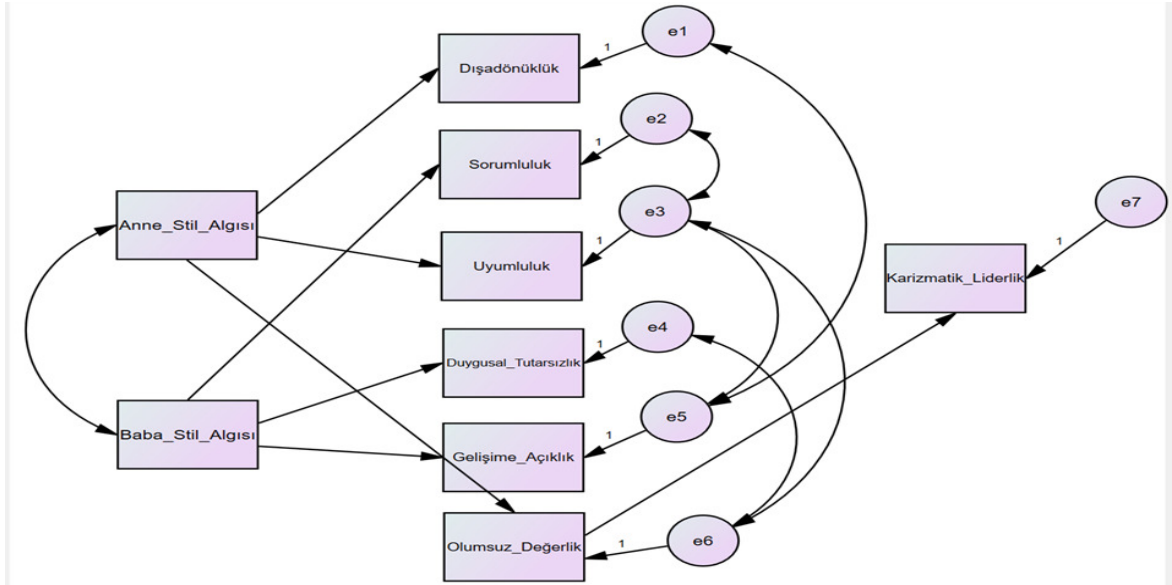 e1
1
Dışadönüklük
e2
1
Sorumluluk
e3
1
Uyumluluk
Anne_Stil_Algısı
e7
1
Karizmatik_Liderlik
e4
1
Duygusal_Tutarsızlık
Baba_Stil_Algısı
e5
1
Gelişime_Açıklık
e6
1
Olumsuz_Değerlik